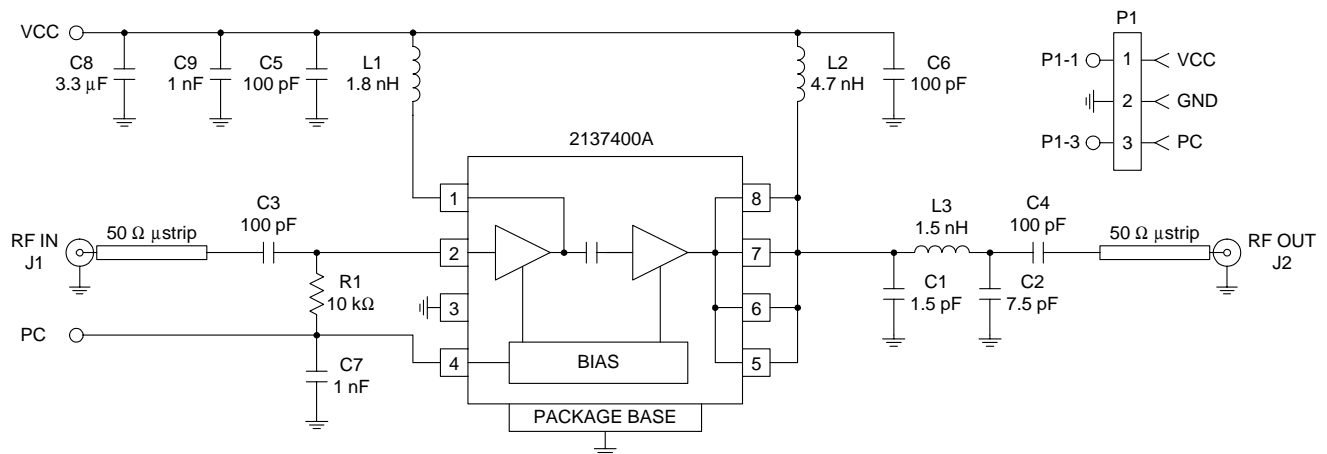 VCC
C8
3.3 μF
C9
1 nF
C5
100 pF
L1
1.8 nH
L2
4.7 nH
C6
100 pF
P1
P1-1
1
VCC
2
GND
P1-3
3
PC
2137400A
1
8
RF IN
J1
50 Ω μstrip
C3
100 pF
2
7
L3
1.5 nH
C4
100 pF
50 Ω μstrip
RF OUT
J2
R1
10 kΩ
3
6
C1
1.5 pF
C2
7.5 pF
PC
C7
1 nF
4
BIAS
5
PACKAGE BASE